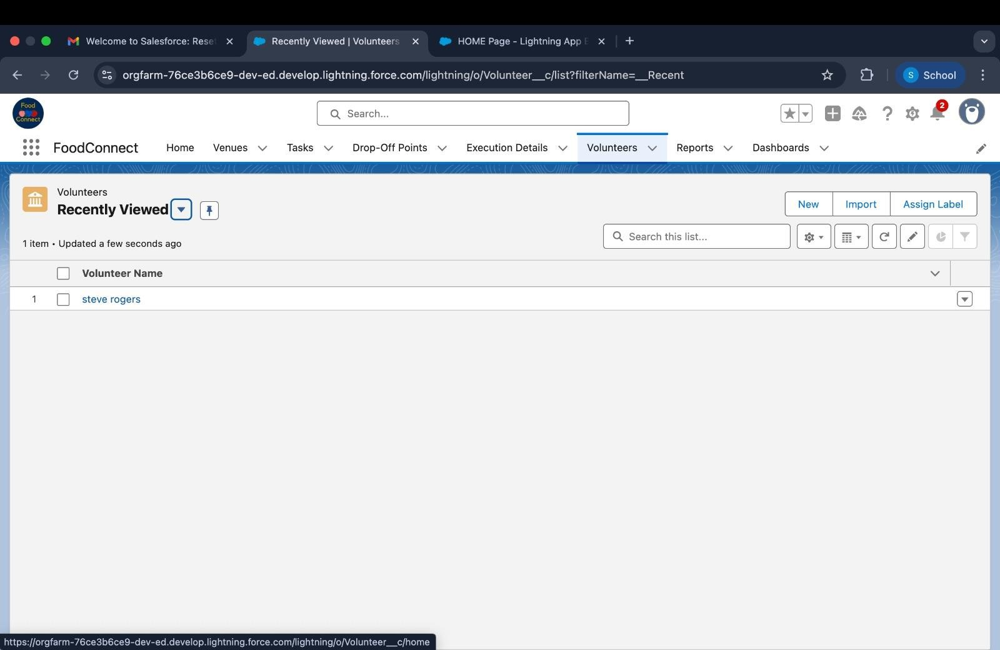 Welcome to Salesforce: Rese
Recently Viewed | Volunteers
HOME Page - Lightning App E
orgfarm-76ce3b6ce9-dev-ed.develop.lightning.force.com/lightning/o/Volunteer__c/list?filterName=__Recent
S School
Food
Connect
Search...
2
FoodConnect
Home
Venues
Tasks
Drop-Off Points
Execution Details
Volunteers
Reports
Dashboards
Volunteers
Recently Viewed
New
Import
Assign Label
1 item • Updated a few seconds ago
Search this list...
Volunteer Name
1
steve rogers
https://orgfarm-76ce3b6ce9-dev-ed.develop.lightning.force.com/lightning/o/Volunteer__c/home